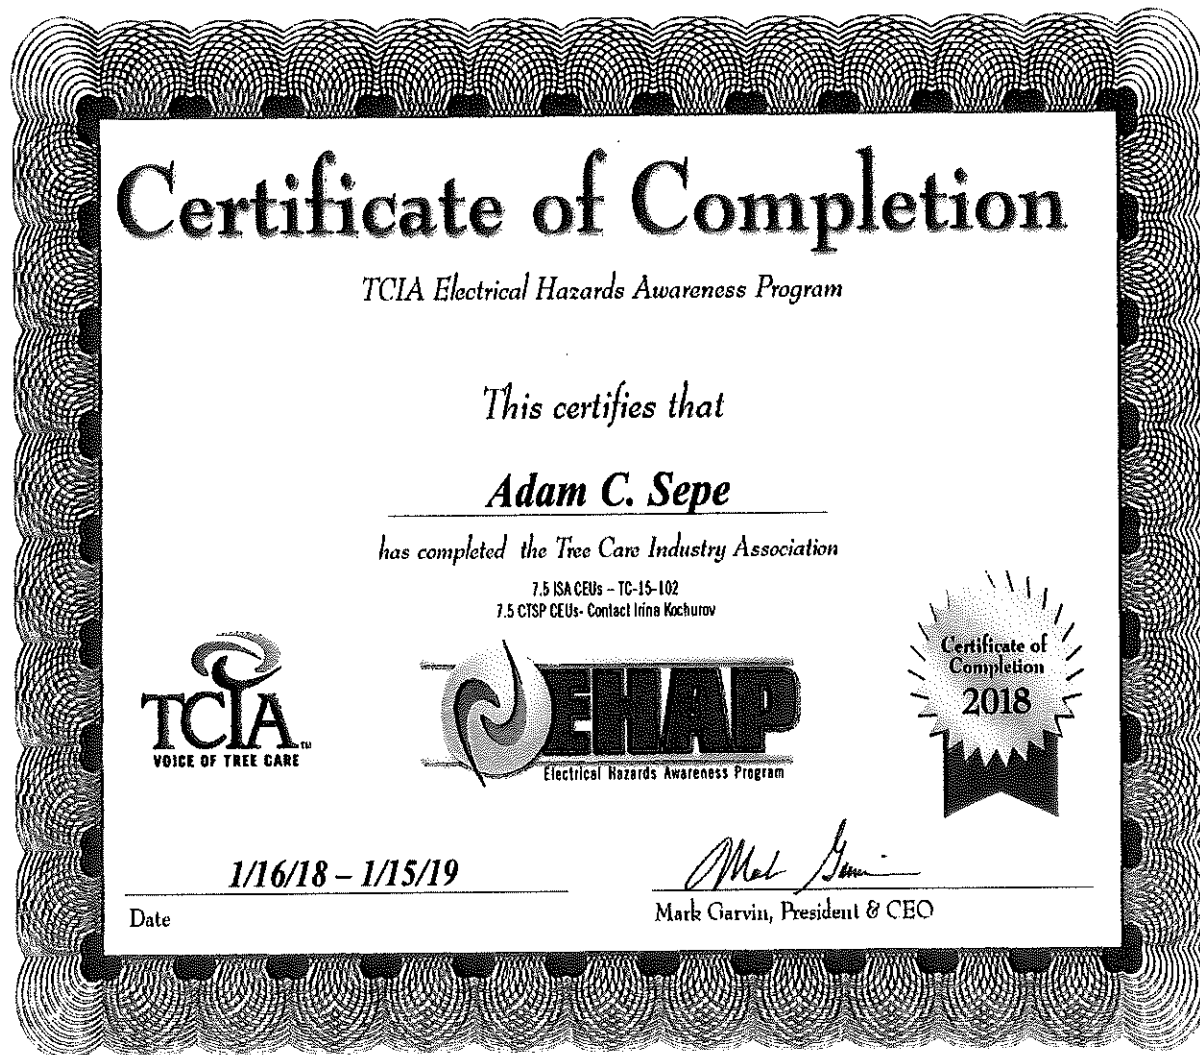 Certificate of Completion
TCIA Electrical Hazards Awareness Program
This certifies that
Adam C. Sepe
has completed the Tree Care Industry Association
7.5 ISA CEUs – TC-15-102
7.5 CTSP CEUs- Contact Irina Kochurov
TCIA™
VOICE OF TREE CARE
EHAP
Electrical Hazards Awareness Program
Certificate of
Completion
2018
1/16/18 – 1/15/19
Date
Mark Garvin, President & CEO